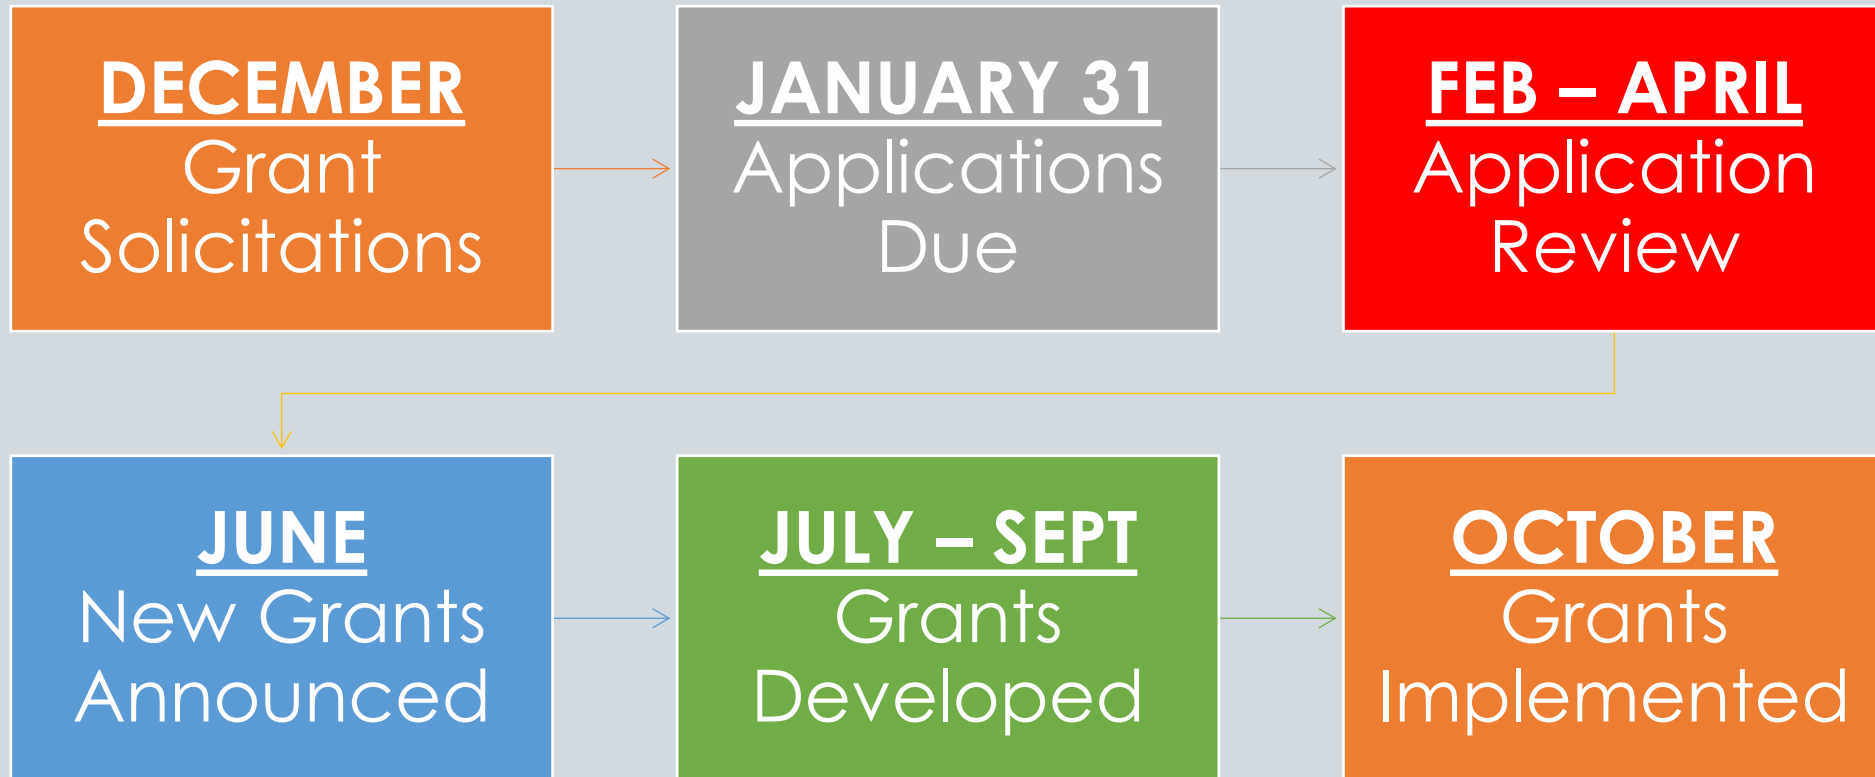 DECEMBER
Grant
Solicitations
JANUARY 31
Applications
Due
FEB – APRIL
Application
Review
JUNE
New Grants
Announced
JULY – SEPT
Grants
Developed
OCTOBER
Grants
Implemented